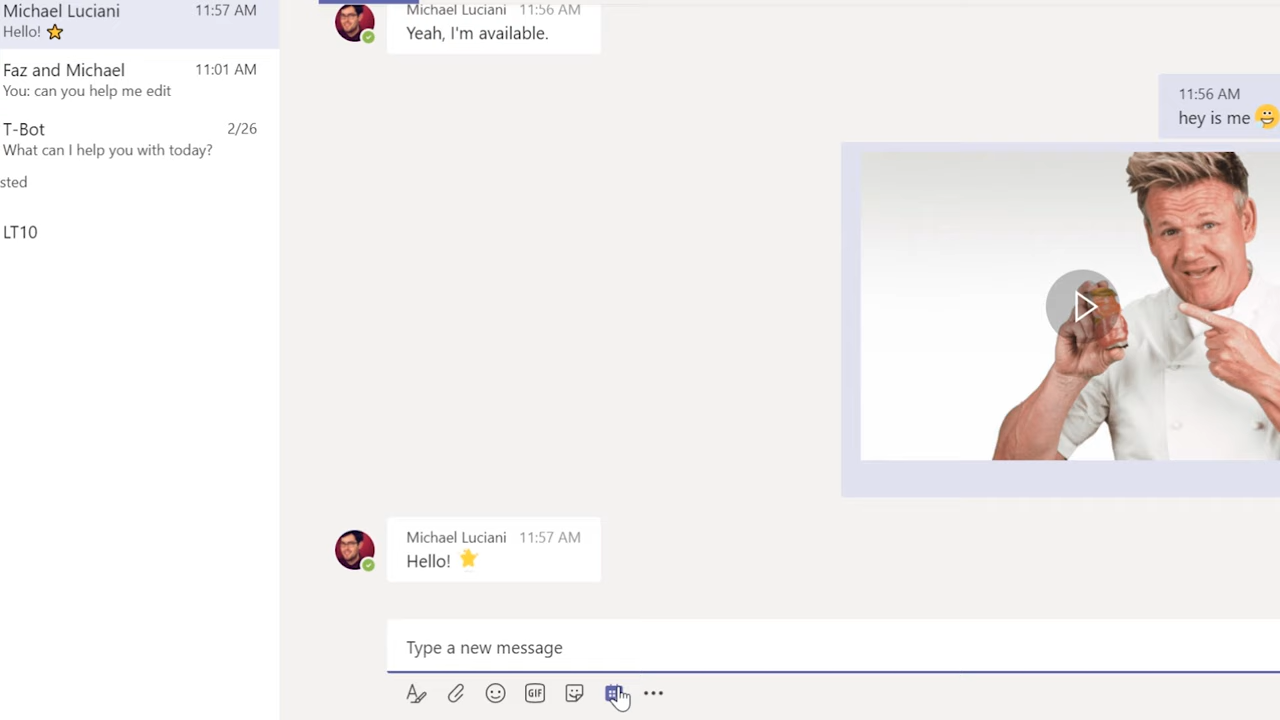 Michael Luciani 11:57 AM
Hello! ⭐
Faz and Michael 11:01 AM
You: can you help me edit
T-Bot 2/26
What can I help you with today?
sted
LT10
Michael Luciani 11:56 AM
Yeah, I'm available.
11:56 AM
hey is me 😀
Michael Luciani 11:57 AM
Hello! ⭐
Type a new message
GIF